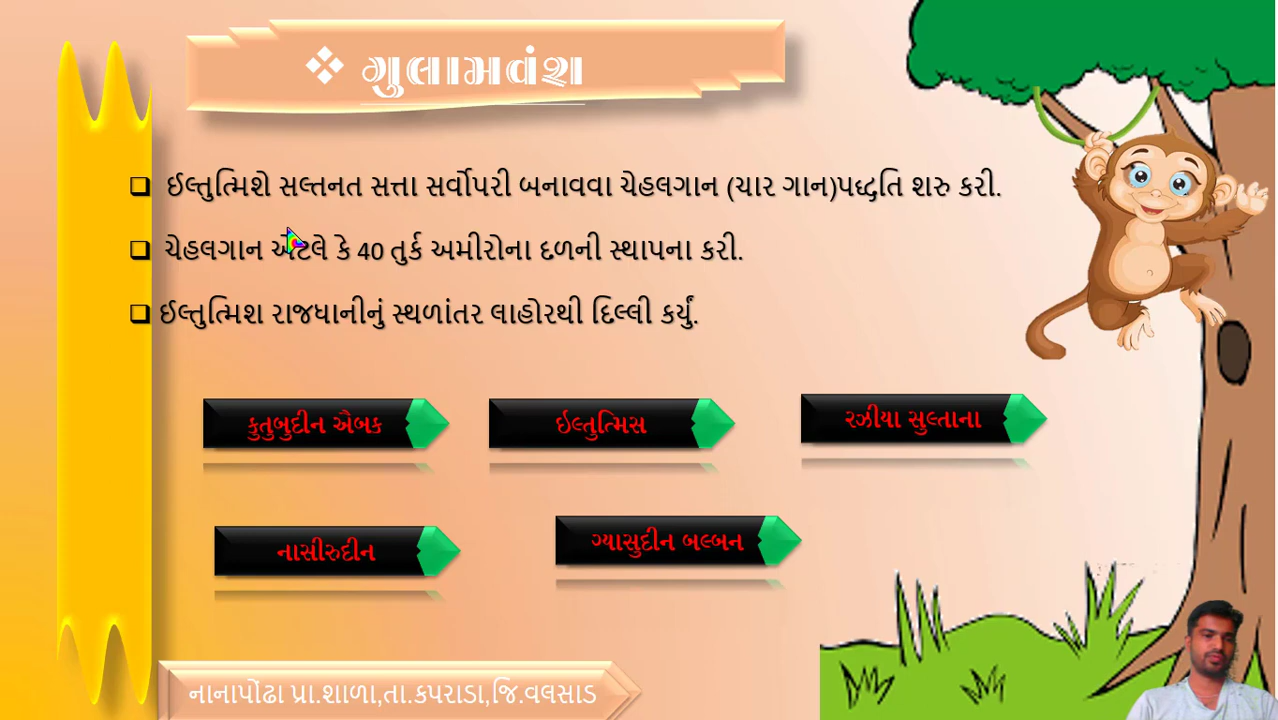 ❖ ગુલામવંશ
❑ ઈલ્તુત્મિશે સલ્તનત સત્તા સર્વોપરી બનાવવા ચેહલગાન (ચાર ગાન)પદ્ધતિ શરુ કરી.
❑ ચેહલગાન એટલે કે 40 તુર્ક અમીરોના દળની સ્થાપના કરી.
❑ ઈલ્તુત્મિશ રાજધાનીનું સ્થળાંતર લાહોરથી દિલ્લી કર્યું.
કુતુબુદીન ઐબક
ઇલ્તુત્મિસ
રઝીયા સુલ્તાના
નાસીરુદીન
ગ્યાસુદીન બલ્બન
નાનાપોંઢા પ્રા.શાળા,તા.કપરાડા,જિ.વલસાડ